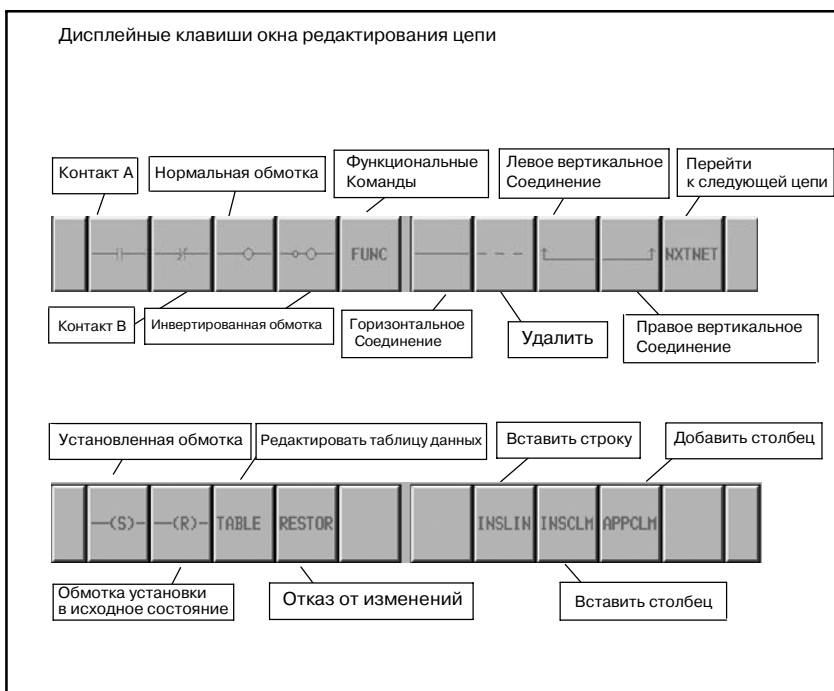 Дисплейные клавиши окна редактирования цепи
Контакт A
Нормальная обмотка
Функциональные
Команды
Левое вертикальное
Соединение
Перейти
к следующей цепи
FUNC
NXTNET
Контакт B
Инвертированная обмотка
Горизонтальное
Соединение
Удалить
Правое вертикальное
Соединение
Установленная обмотка
Редактировать таблицу данных
Вставить строку
Добавить столбец
(S)
(R)
TABLE
RESTOR
INSLIN
INSCLM
APPCLM
Обмотка установки
в исходное состояние
Отказ от изменений
Вставить столбец